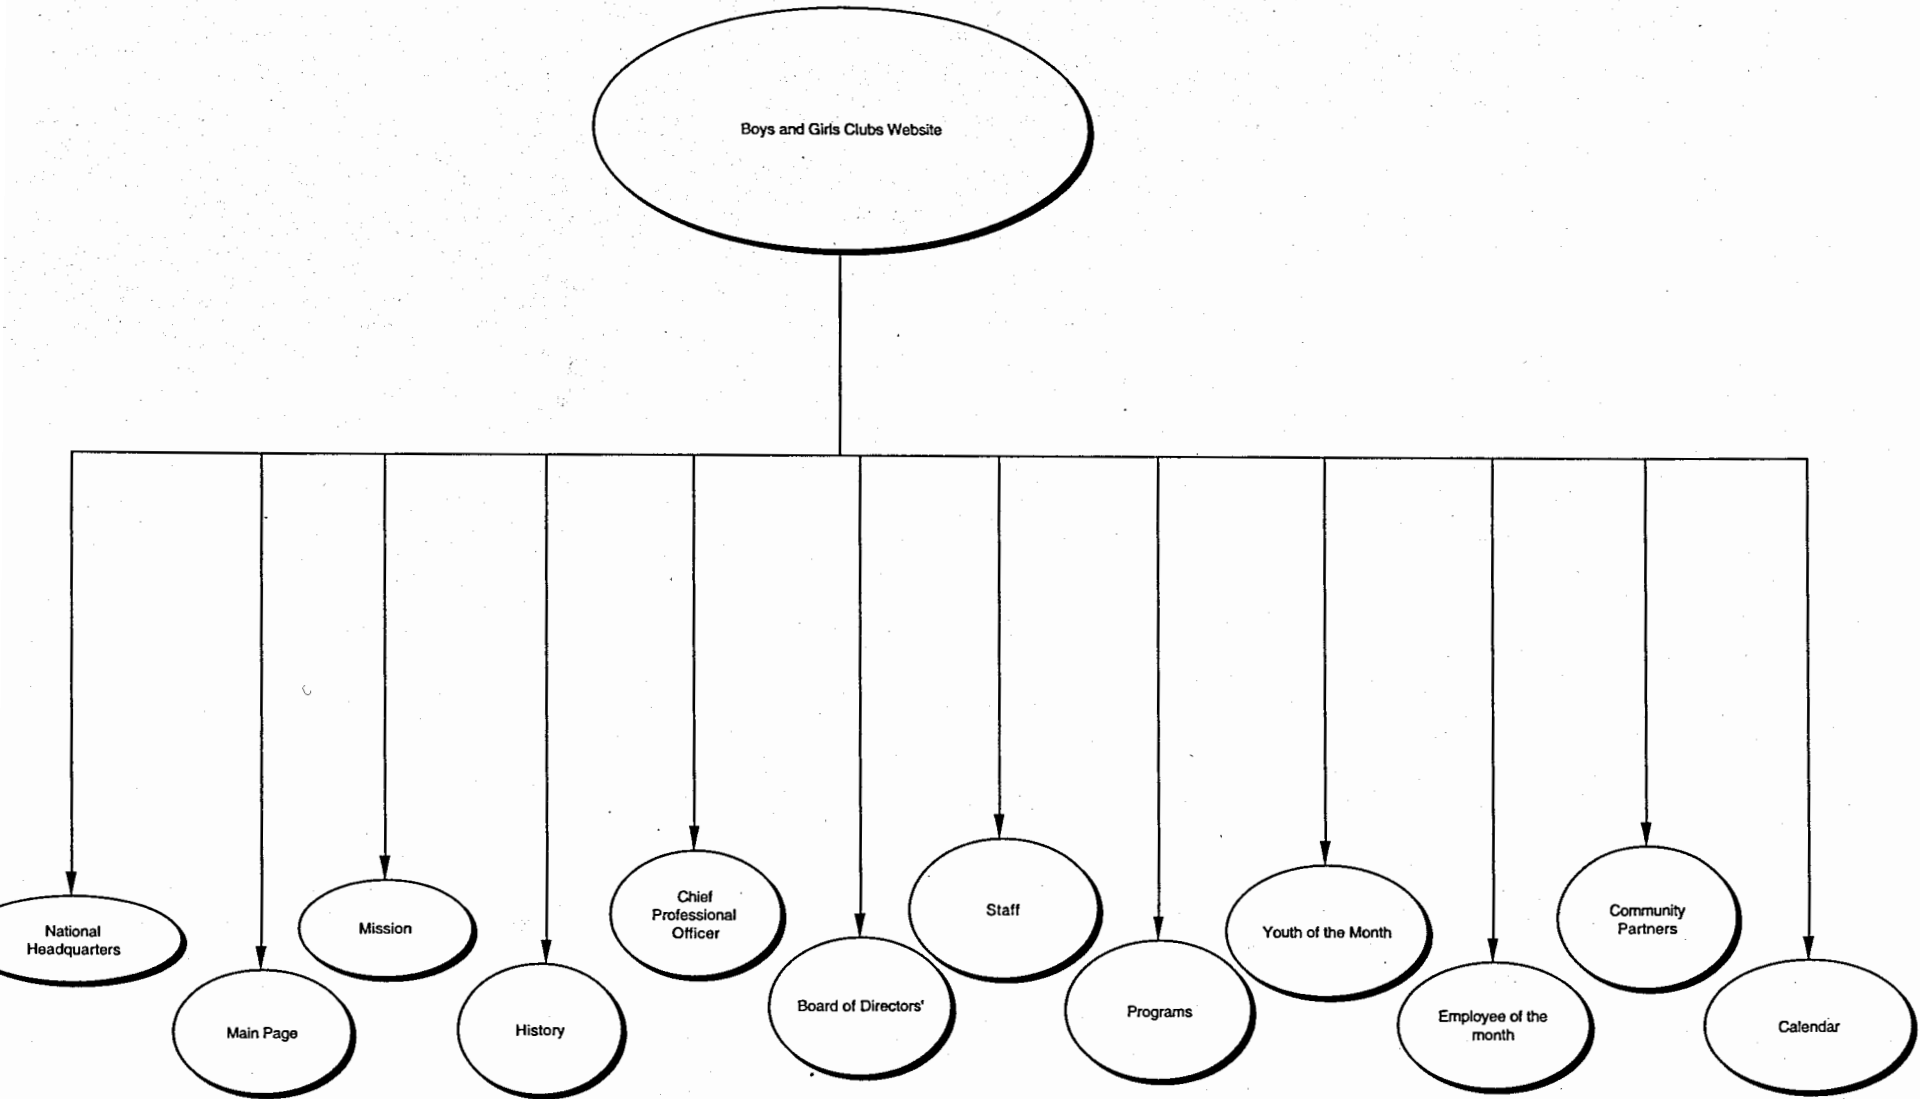 Boys and Girls Clubs Website
National
Headquarters
Main Page
Mission
History
Chief
Professional
Officer
Board of Directors'
Staff
Programs
Youth of the Month
Employee of the
month
Community
Partners
Calendar